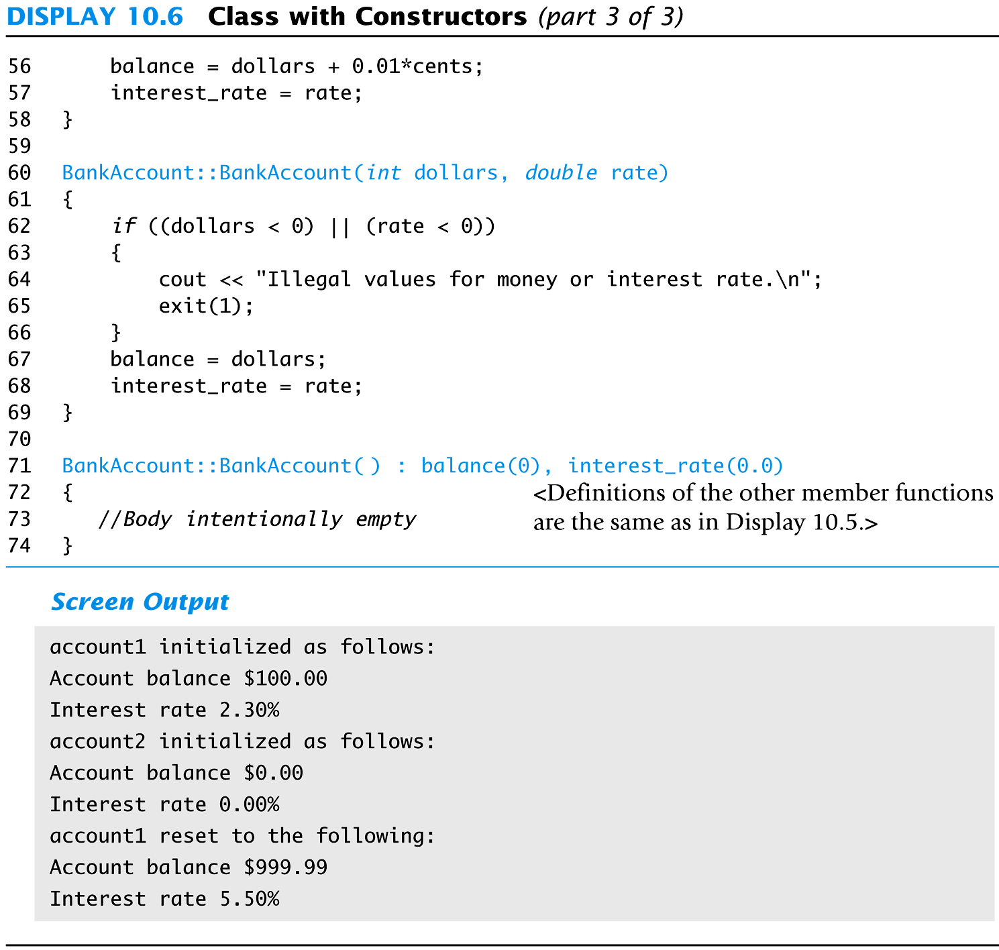 DISPLAY 10.6 Class with Constructors (part 3 of 3)
56 balance = dollars + 0.01*cents;
57 interest_rate = rate;
58 }
59
60 BankAccount::BankAccount(int dollars, double rate)
61 {
62 if ((dollars < 0) || (rate < 0))
63 {
64 cout << "Illegal values for money or interest rate.\n";
65 exit(1);
66 }
67 balance = dollars;
68 interest_rate = rate;
69 }
70
71 BankAccount::BankAccount( ) : balance(0), interest_rate(0.0)
72 {
<Definitions of the other member functions
73 //Body intentionally empty
are the same as in Display 10.5.>
74 }
Screen Output
account1 initialized as follows:
Account balance $100.00
Interest rate 2.30%
account2 initialized as follows:
Account balance $0.00
Interest rate 0.00%
account1 reset to the following:
Account balance $999.99
Interest rate 5.50%